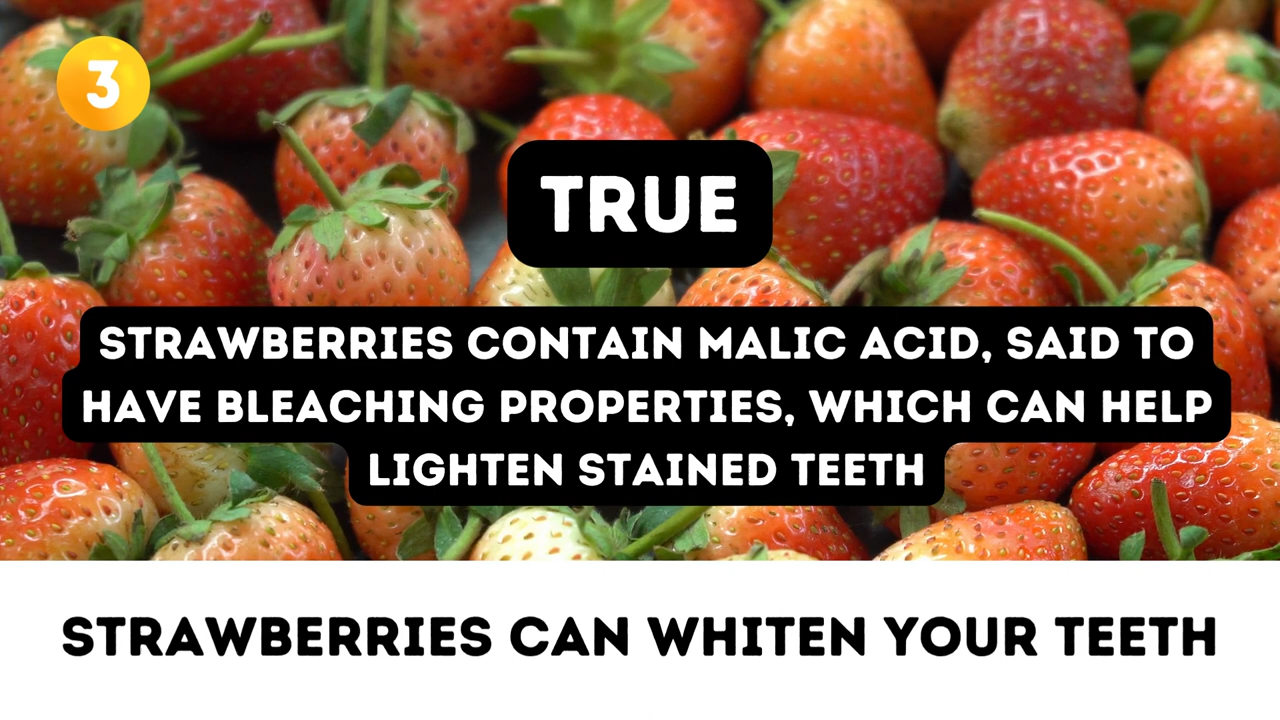 3
TRUE
STRAWBERRIES CONTAIN MALIC ACID, SAID TO
HAVE BLEACHING PROPERTIES, WHICH CAN HELP
LIGHTEN STAINED TEETH
STRAWBERRIES CAN WHITEN YOUR TEETH